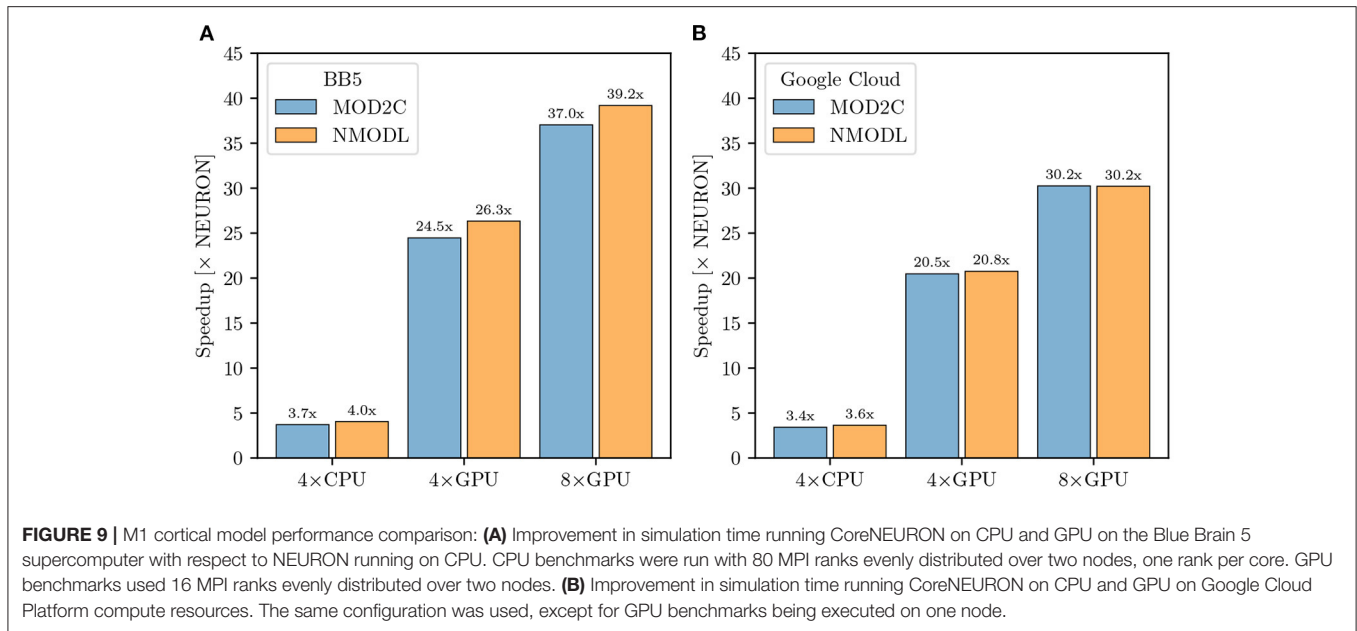 A
45
40
35
30
25
20
15
10
5
0
Speedup [× NEURON]
BB5
MOD2C
NMODL
3.7x
4.0x
24.5x
26.3x
37.0x
39.2x
4×CPU
4×GPU
8×GPU
B
45
40
35
30
25
20
15
10
5
0
Speedup [× NEURON]
Google Cloud
MOD2C
NMODL
3.4x
3.6x
20.5x
20.8x
30.2x
30.2x
4×CPU
4×GPU
8×GPU
FIGURE 9 | M1 cortical model performance comparison: (A) Improvement in simulation time running CoreNEURON on CPU and GPU on the Blue Brain 5
supercomputer with respect to NEURON running on CPU. CPU benchmarks were run with 80 MPI ranks evenly distributed over two nodes, one rank per core. GPU
benchmarks used 16 MPI ranks evenly distributed over two nodes. (B) Improvement in simulation time running CoreNEURON on CPU and GPU on Google Cloud
Platform compute resources. The same configuration was used, except for GPU benchmarks being executed on one node.